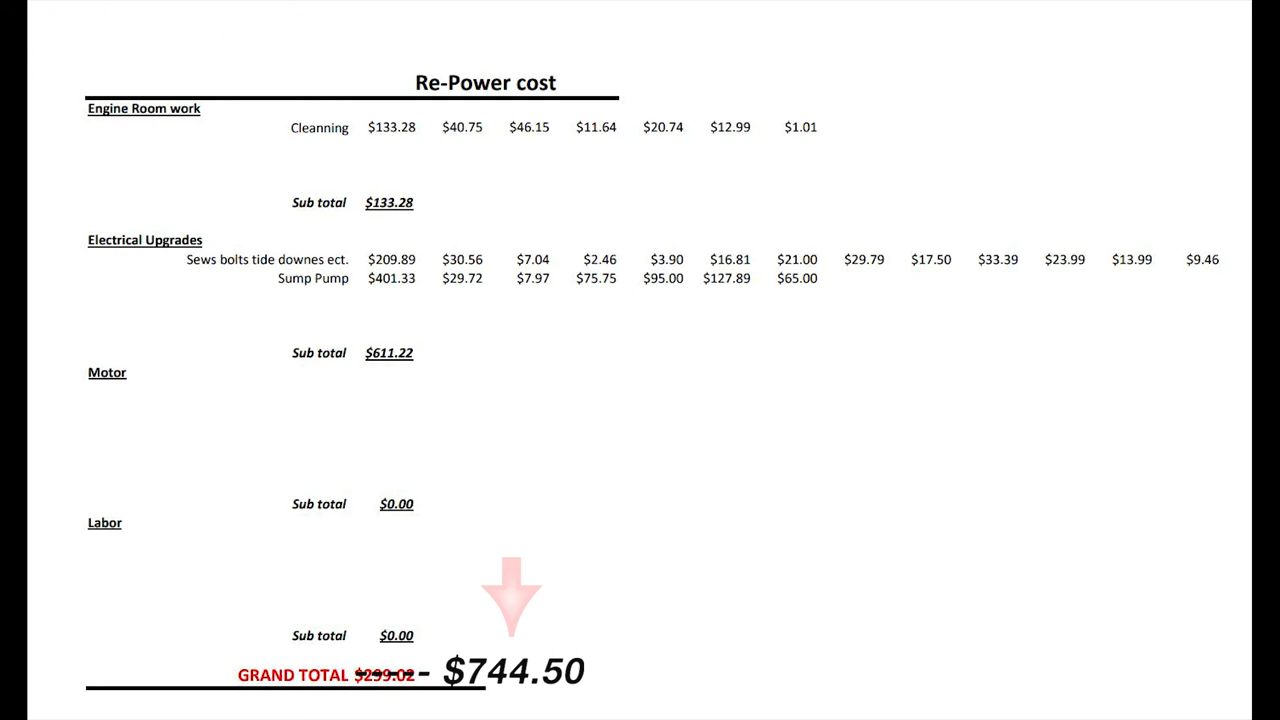 Re-Power cost
Engine Room work
Cleanning $133.28 $40.75 $46.15 $11.64 $20.74 $12.99 $1.01
Sub total $133.28
Electrical Upgrades
Sews bolts tide downes ect. $209.89 $30.56 $7.04 $2.46 $3.90 $16.81 $21.00 $29.79 $17.50 $33.39 $23.99 $13.99 $9.46
Sump Pump $401.33 $29.72 $7.97 $75.75 $95.00 $127.89 $65.00
Sub total $611.22
Motor
Sub total $0.00
Labor
Sub total $0.00
GRAND TOTAL $299.02 ---- $744.50